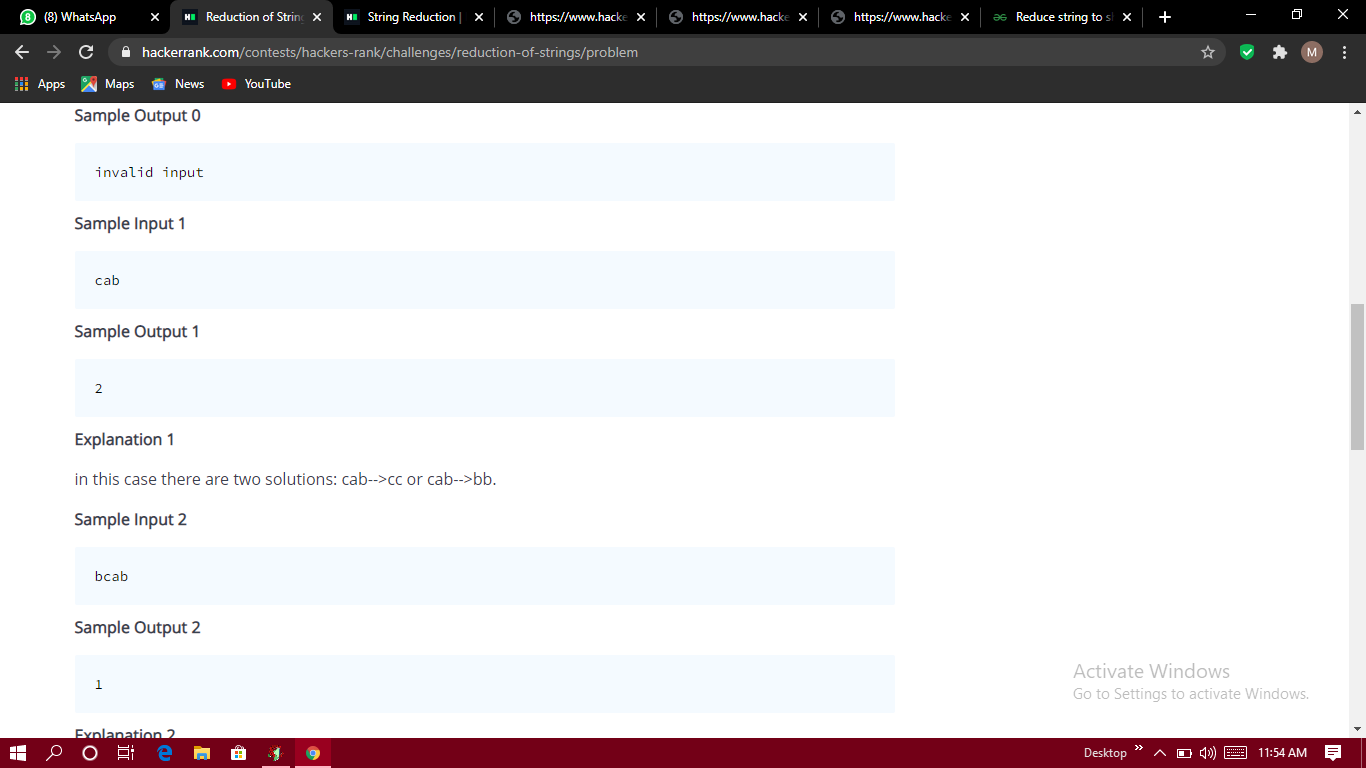 (8) WhatsApp
Reduction of String
String Reduction |
https://www.hacke
https://www.hacke
https://www.hacke
Reduce string to s
hackerrank.com/contests/hackers-rank/challenges/reduction-of-strings/problem
M
Apps
Maps
News
YouTube
Sample Output 0
invalid input
Sample Input 1
cab
Sample Output 1
2
Explanation 1
in this case there are two solutions: cab-->cc or cab-->bb.
Sample Input 2
bcab
Sample Output 2
1
Activate Windows
Go to Settings to activate Windows.
Explanation 2
Desktop
11:54 AM